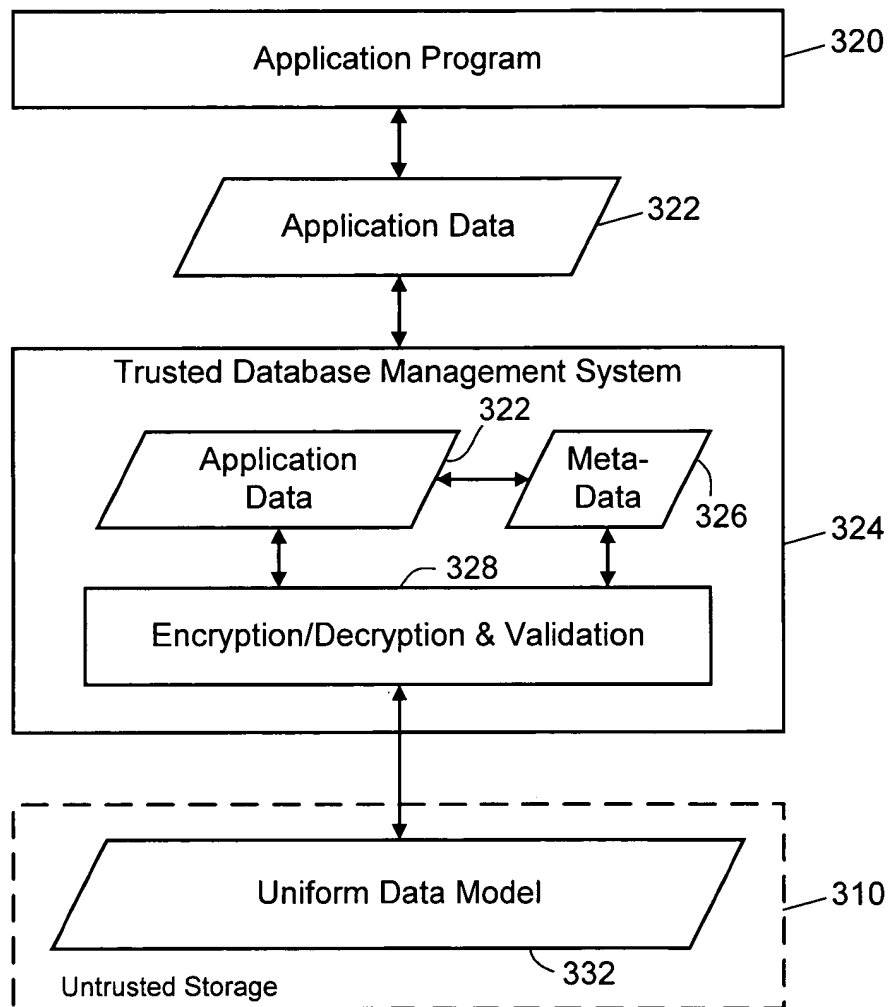 Application Program
320
Application Data
322
Trusted Database Management System
322
Application
Data
Meta-
Data
326
324
328
Encryption/Decryption & Validation
Uniform Data Model
310
332
Untrusted Storage